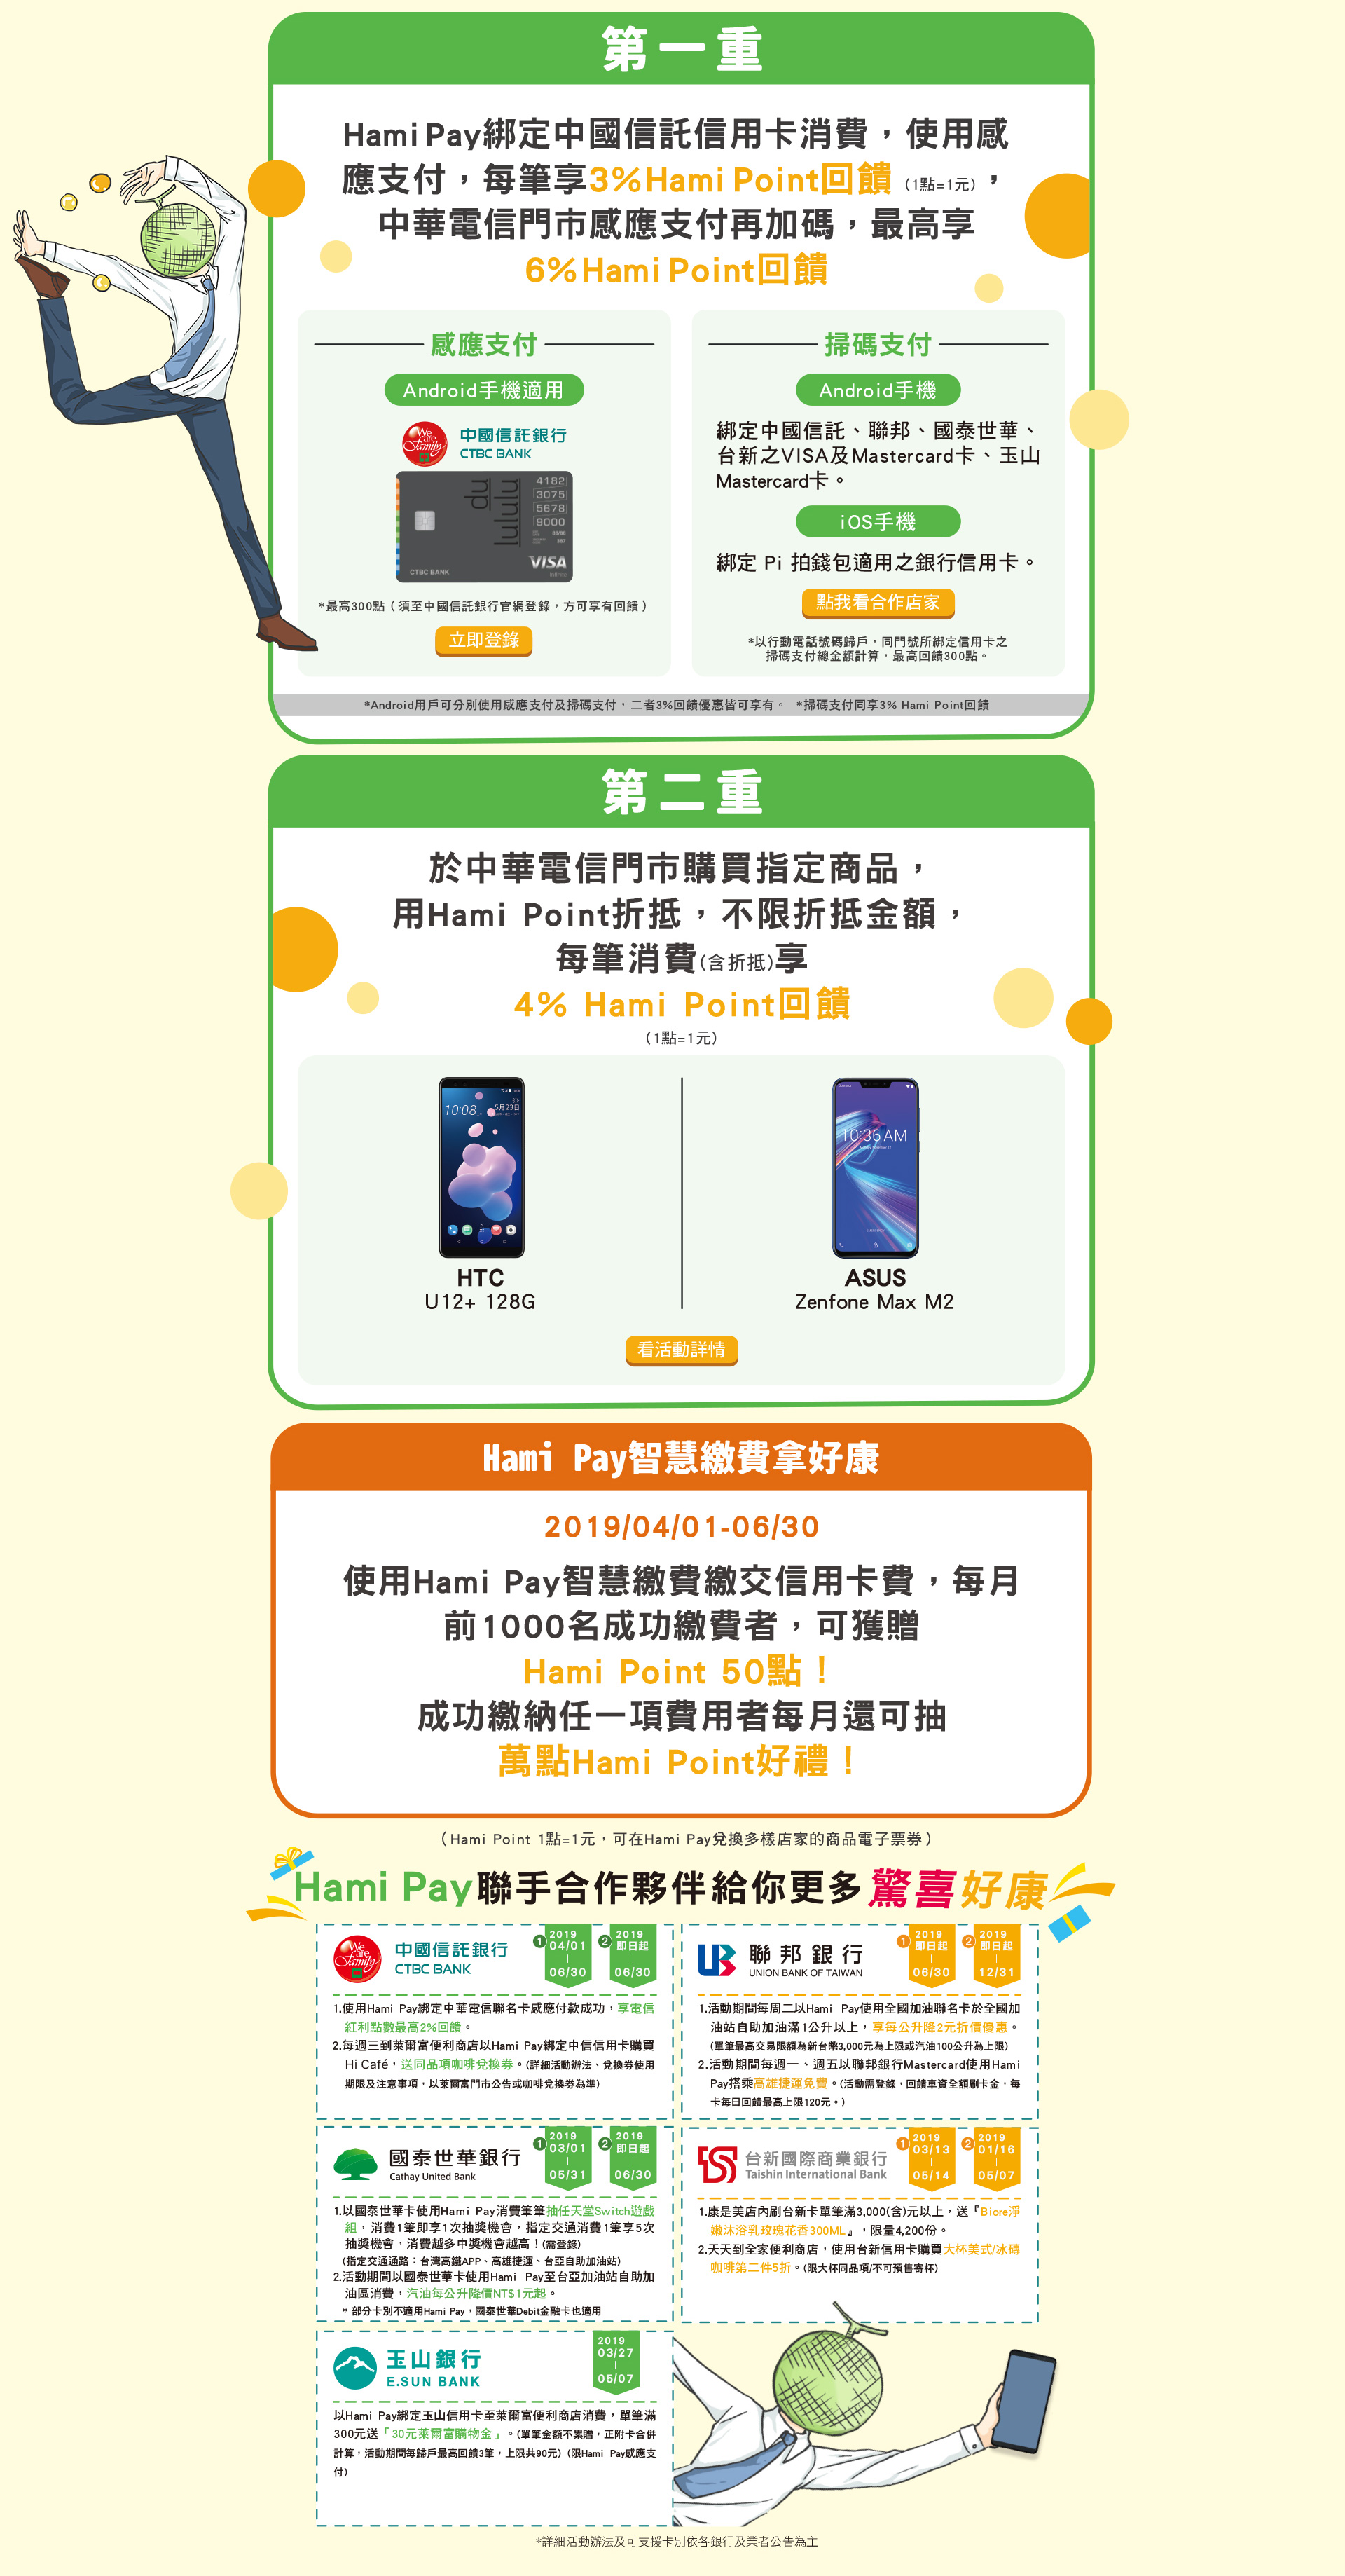 第一重
Hami Pay綁定中國信託信用卡消費，使用感
應支付，每筆享3%Hami Point回饋（1點=1元），
中華電信門市感應支付再加碼，最高享
6%Hami Point回饋
感應支付
Android手機適用
We are Family
中國信託銀行
CTBC BANK
du
lululu
4182
3075
5678
9000
CTBC BANK
VISA
*最高300點（須至中國信託銀行官網登錄，方可享有回饋）
立即登錄
掃碼支付
Android手機
綁定中國信託、聯邦、國泰世華、
台新之VISA及Mastercard卡、玉山
Mastercard卡。
iOS手機
綁定 Pi 拍錢包適用之銀行信用卡。
點我看合作店家
*以行動電話號碼歸戶，同門號所綁定信用卡之
掃碼支付總金額計算，最高回饋300點。
*Android用戶可分別使用感應支付及掃碼支付，二者3%回饋優惠皆可享有。 *掃碼支付同享3% Hami Point回饋
第二重
於中華電信門市購買指定商品，
用Hami Point折抵，不限折抵金額，
每筆消費(含折抵)享
4% Hami Point回饋
（1點=1元）
10:08
5月23日
HTC
U12+ 128G
10:36 AM
ASUS
Zenfone Max M2
看活動詳情
Hami Pay智慧繳費拿好康
2019/04/01-06/30
使用Hami Pay智慧繳費繳交信用卡費，每月
前1000名成功繳費者，可獲贈
Hami Point 50點！
成功繳納任一項費用者每月還可抽
萬點Hami Point好禮！
（Hami Point 1點=1元，可在Hami Pay兌換多樣店家的商品電子票券）
Hami Pay聯手合作夥伴給你更多驚喜好康
We are Family
中國信託銀行
CTBC BANK
1 2019 04/01 | 06/30
2 2019 即日起 | 06/30
1.使用Hami Pay綁定中華電信聯名卡感應付款成功，享電信
紅利點數最高2%回饋。
2.每週三到萊爾富便利商店以Hami Pay綁定中信信用卡購買
Hi Café，送同品項咖啡兌換券。(詳細活動辦法、兌換券使用
期限及注意事項，以萊爾富門市公告或咖啡兌換券為準)
聯邦銀行
UNION BANK OF TAIWAN
1 2019 即日起 | 06/30
2 2019 即日起 | 12/31
1.活動期間每周二以Hami Pay使用全國加油聯名卡於全國加
油站自助加油滿1公升以上，享每公升降2元折價優惠。
(單筆最高交易限額為新台幣3,000元為上限或汽油100公升為上限)
2.活動期間每週一、週五以聯邦銀行Mastercard使用Hami
Pay搭乘高雄捷運免費。(活動需登錄，回饋車資全額刷卡金，每
卡每日回饋最高上限120元。)
國泰世華銀行
Cathay United Bank
1 2019 03/01 | 05/31
2 2019 即日起 | 06/30
1.以國泰世華卡使用Hami Pay消費筆筆抽任天堂Switch遊戲
組，消費1筆即享1次抽獎機會，指定交通消費1筆享5次
抽獎機會，消費越多中獎機會越高！(需登錄)
(指定交通通路：台灣高鐵APP、高雄捷運、台亞自助加油站)
2.活動期間以國泰世華卡使用Hami Pay至台亞加油站自助加
油區消費，汽油每公升降價NT$1元起。
* 部分卡別不適用Hami Pay，國泰世華Debit金融卡也適用
台新國際商業銀行
Taishin International Bank
1 2019 03/13 | 05/14
2 2019 01/16 | 05/07
1.康是美店內刷台新卡單筆滿3,000(含)元以上，送『Biore淨
嫩沐浴乳玫瑰花香300ML』，限量4,200份。
2.天天到全家便利商店，使用台新信用卡購買大杯美式/冰磚
咖啡第二件5折。(限大杯同品項/不可預售寄杯)
玉山銀行
E.SUN BANK
2019 03/27 | 05/07
以Hami Pay綁定玉山信用卡至萊爾富便利商店消費，單筆滿
300元送「30元萊爾富購物金」。(單筆金額不累贈，正附卡合併
計算，活動期間每歸戶最高回饋3筆，上限共90元) (限Hami Pay感應支
付)
*詳細活動辦法及可支援卡別依各銀行及業者公告為主